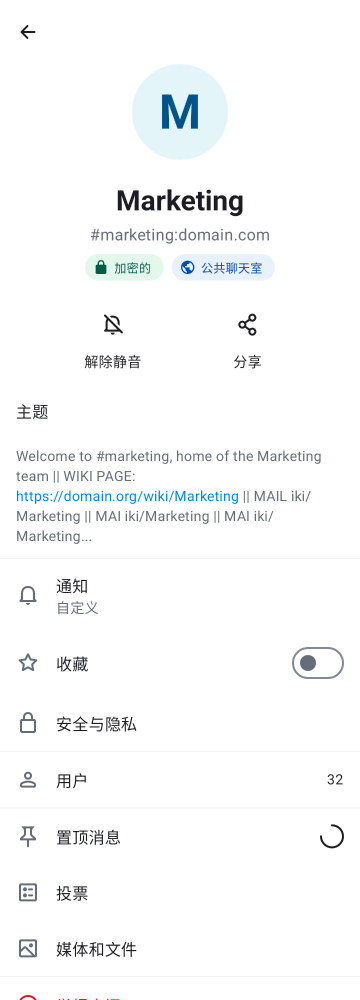 M
Marketing
#marketing:domain.com
加密的 公共聊天室
解除静音 分享
主题
Welcome to #marketing, home of the Marketing
team || WIKI PAGE:
https://domain.org/wiki/Marketing || MAIL iki/
Marketing || MAI iki/Marketing || MAI iki/
Marketing...
通知
自定义
收藏
安全与隐私
用户 32
置顶消息
投票
媒体和文件